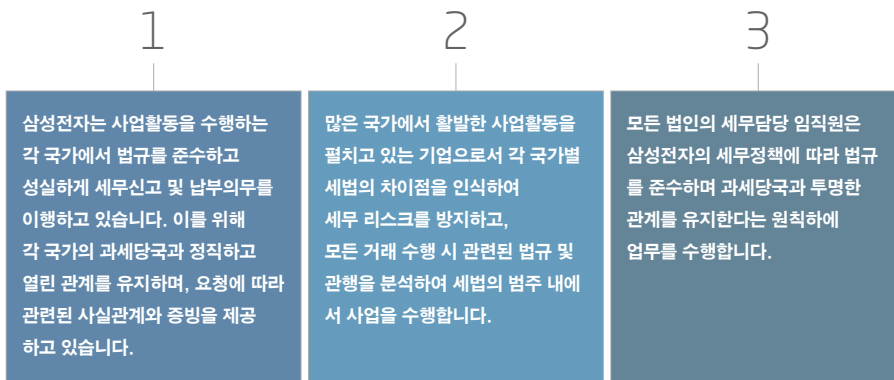 1
삼성전자는 사업활동을 수행하는
각 국가에서 법규를 준수하고
성실하게 세무신고 및 납부의무를
이행하고 있습니다. 이를 위해
각 국가의 과세당국과 정직하고
열린 관계를 유지하며, 요청에 따라
관련된 사실관계와 증빙을 제공
하고 있습니다.
2
많은 국가에서 활발한 사업활동을
펼치고 있는 기업으로서 각 국가별
세법의 차이점을 인식하여
세무 리스크를 방지하고,
모든 거래 수행 시 관련된 법규 및
관행을 분석하여 세법의 범주 내에
서 사업을 수행합니다.
3
모든 법인의 세무담당 임직원은
삼성전자의 세무정책에 따라 법규
를 준수하며 과세당국과 투명한
관계를 유지한다는 원칙하에
업무를 수행합니다.